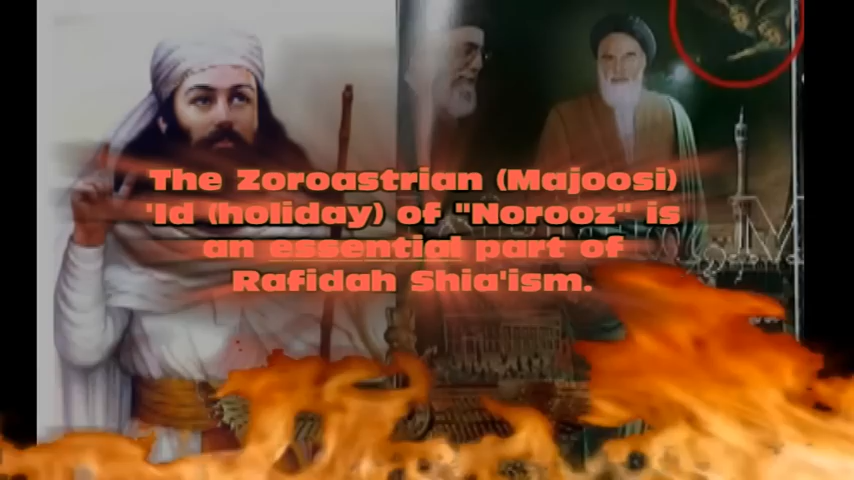 The Zoroastrian (Majoosi)
'Id (holiday) of "Norooz" is
an essential part of
Rafidah Shia'ism.
M